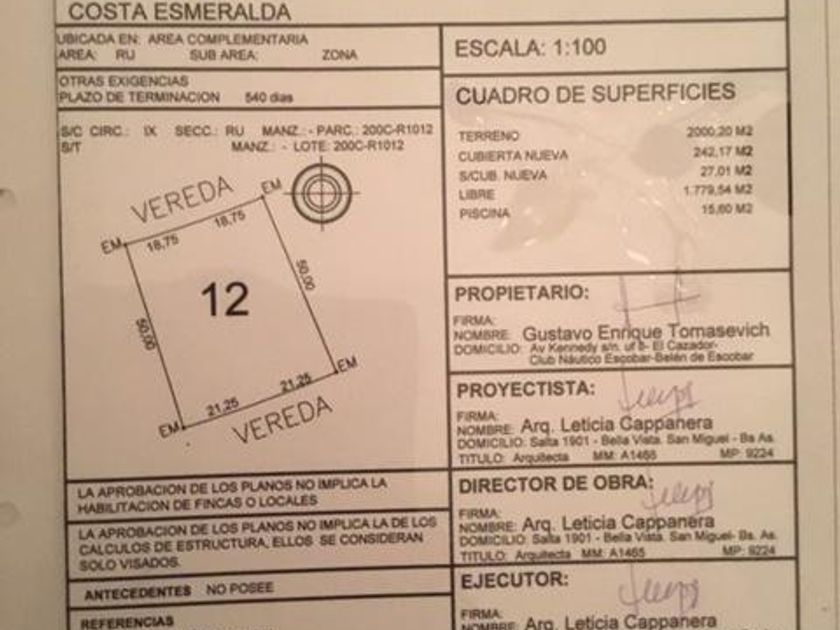 COSTA ESMERALDA
UBICADA EN: AREA COMPLEMENTARIA
AREA: RU SUB AREA: ZONA
OTRAS EXIGENCIAS
PLAZO DE TERMINACION 540 dias
S/C CIRC.: IX SECC.: RU MANZ.: - PARC.: 200C-R1012
S/T MANZ.: - LOTE: 200C-R1012
VEREDA
EM
EM
18,75
18,75
50,00
50,00
12
EM
EM
21,25
21,25
VEREDA
LA APROBACION DE LOS PLANOS NO IMPLICA LA
HABILITACION DE FINCAS O LOCALES
LA APROBACION DE LOS PLANOS NO IMPLICA LA DE LOS
CALCULOS DE ESTRUCTURA, ELLOS SE CONSIDERAN
SOLO VISADOS.
ANTECEDENTES NO POSEE
REFERENCIAS
ESCALA: 1:100
CUADRO DE SUPERFICIES
TERRENO 2000,20 M2
CUBIERTA NUEVA 242,17 M2
S/CUB. NUEVA 27,01 M2
LIBRE 1.779,54 M2
PISCINA 15,60 M2
PROPIETARIO:
FIRMA:
NOMBRE: Gustavo Enrique Tomasevich
DOMICILIO: Av Kennedy s/n. uf 8- El Cazador-
Club Náutico Escobar-Belén de Escobar
PROYECTISTA:
FIRMA:
NOMBRE: Arq. Leticia Cappanera
DOMICILIO: Salta 1901 - Bella Vista. San Miguel - Bs As.
TITULO: Arquitecta MM: A1465 MP: 9224
DIRECTOR DE OBRA:
FIRMA:
NOMBRE: Arq. Leticia Cappanera
DOMICILIO: Salta 1901 - Bella Vista. San Miguel- Bs. As.
TITULO: Arquitecta MM: A1465 MP: 9224
EJECUTOR:
FIRMA:
NOMBRE: Arq. Leticia Cappanera